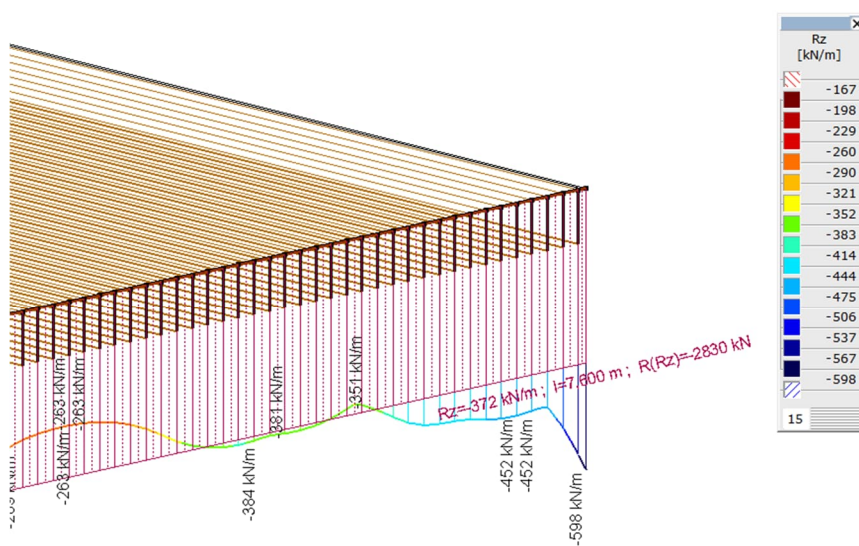 Rz
[kN/m]
-167
-198
-229
-260
-290
-321
-352
-383
-414
-444
-475
-506
-537
-567
-598
15
Rz=-372 kN/m ; l=7.600 m ; R(Rz)=-2830 kN
-263 kN/m
-263 kN/m
-263 kN/m
-384 kN/m
-381 kN/m
-351 kN/m
-452 kN/m
-452 kN/m
-598 kN/m